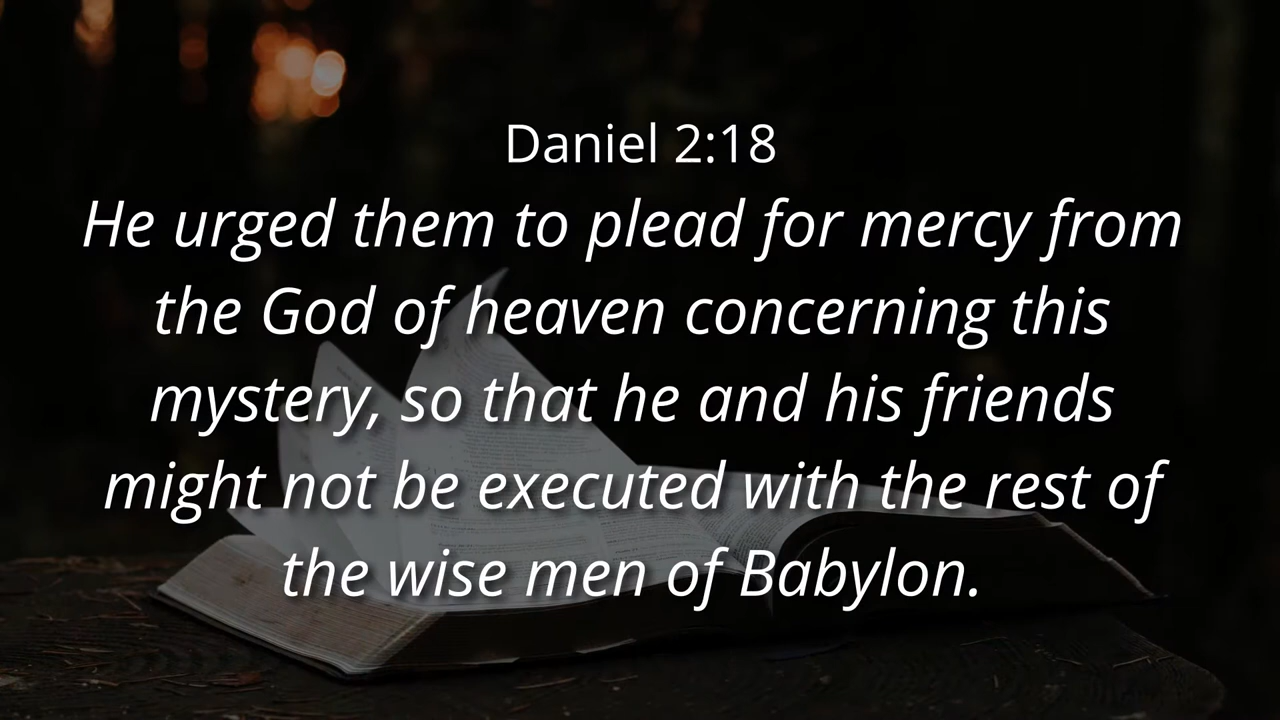 Daniel 2:18
He urged them to plead for mercy from
the God of heaven concerning this
mystery, so that he and his friends
might not be executed with the rest of
the wise men of Babylon.